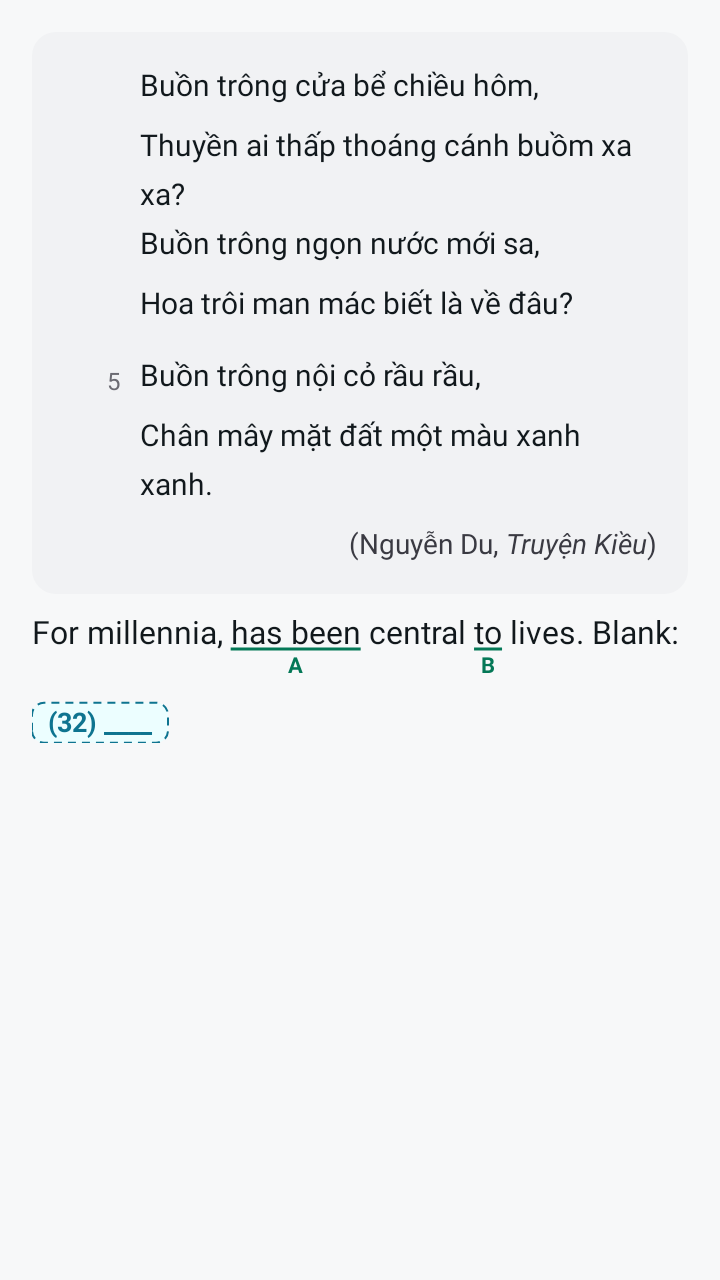 Buồn trông cửa bể chiều hôm,
Thuyền ai thấp thoáng cánh buồm xa
xa?
Buồn trông ngọn nước mới sa,
Hoa trôi man mác biết là về đâu?
5 Buồn trông nội cỏ rầu rầu,
Chân mây mặt đất một màu xanh
xanh.
(Nguyễn Du, Truyện Kiều)
For millennia, has been central to lives. Blank:
A B
(32) ____